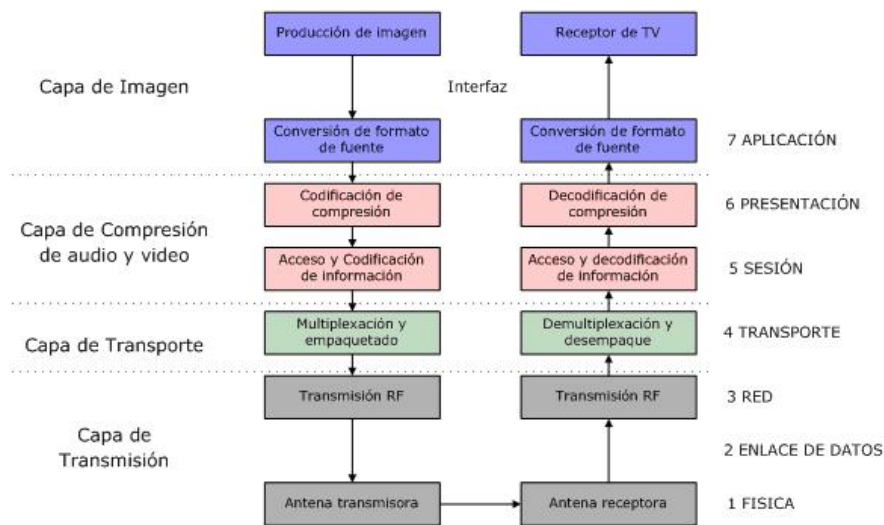 Producción de imagen
Receptor de TV
Capa de Imagen
Interfaz
Conversión de formato
de fuente
Conversión de formato
de fuente
7 APLICACIÓN
Codificación de
compresión
Decodificación de
compresión
6 PRESENTACIÓN
Capa de Compresión
de audio y video
Acceso y Codificación
de información
Acceso y decodificación
de información
5 SESIÓN
Capa de Transporte
Multiplexación y
empaquetado
Demultiplexación y
desempaque
4 TRANSPORTE
Transmisión RF
Transmisión RF
3 RED
Capa de
Transmisión
2 ENLACE DE DATOS
Antena transmisora
Antena receptora
1 FISICA